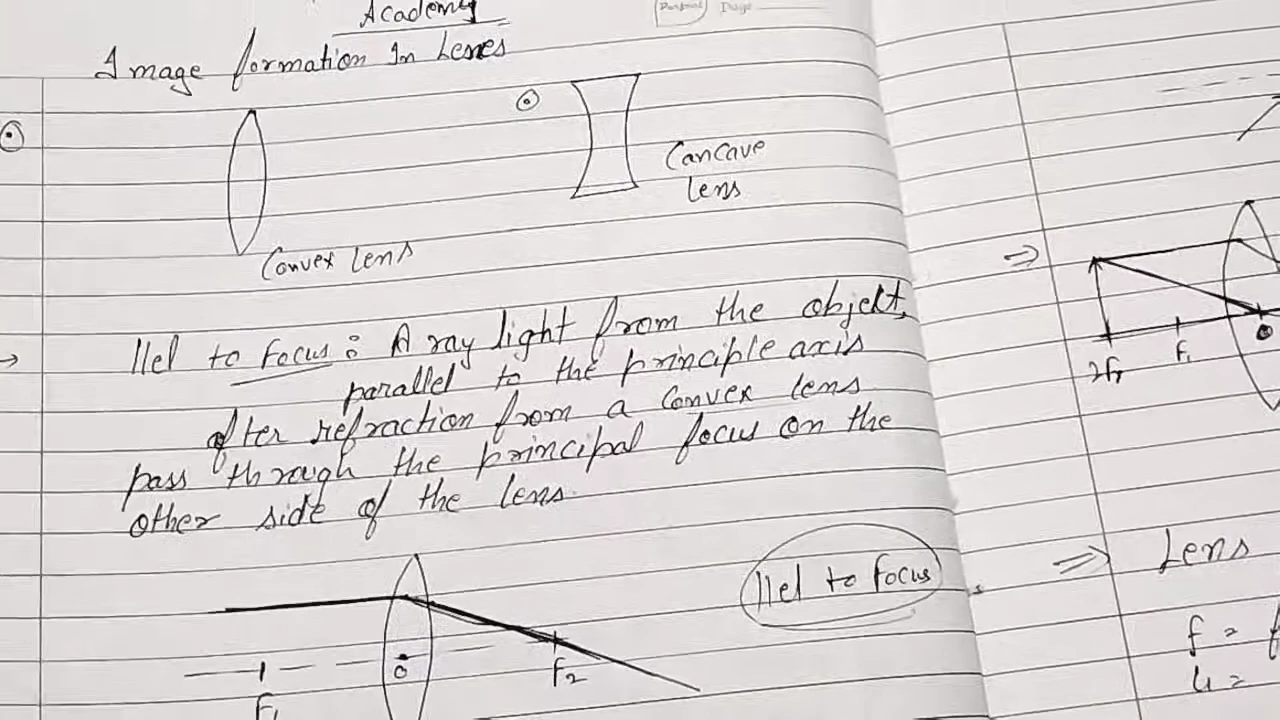 Academy
Image formation In Lenses
Convex Lens
Cancave
Lens
llel to Focus : A ray light from the objekt,
parallel to the principle axis
after refraction from a convex lens
pass through the principal focus on the
other side of the lens.
llel to Focus
O
F2
F1
2F1
F1
O
Lens
f =
u =